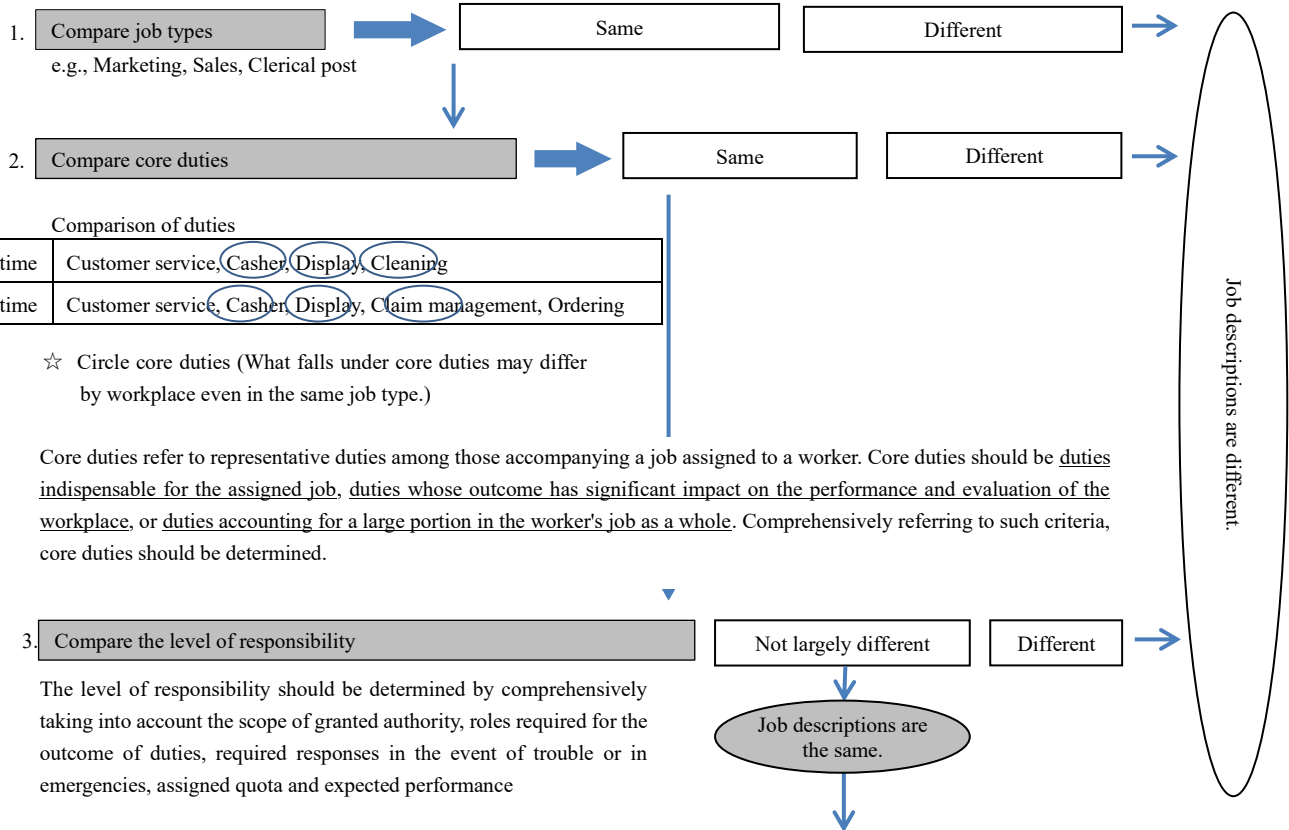 1. Compare job types
Same
Different
e.g., Marketing, Sales, Clerical post
2. Compare core duties
Same
Different
Comparison of duties
time Customer service, Casher, Display, Cleaning
time Customer service, Casher, Display, Claim management, Ordering
☆ Circle core duties (What falls under core duties may differ
by workplace even in the same job type.)
Core duties refer to representative duties among those accompanying a job assigned to a worker. Core duties should be duties
indispensable for the assigned job, duties whose outcome has significant impact on the performance and evaluation of the
workplace, or duties accounting for a large portion in the worker's job as a whole. Comprehensively referring to such criteria,
core duties should be determined.
3. Compare the level of responsibility
Not largely different
Different
The level of responsibility should be determined by comprehensively
taking into account the scope of granted authority, roles required for the
outcome of duties, required responses in the event of trouble or in
emergencies, assigned quota and expected performance
Job descriptions are
the same.
Job descriptions are different.